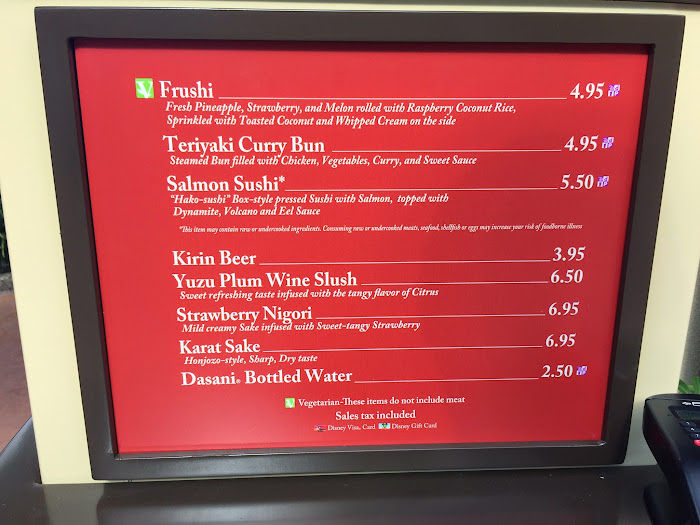 Frushi 4.95
Fresh Pineapple, Strawberry, and Melon rolled with Raspberry Coconut Rice,
Sprinkled with Toasted Coconut and Whipped Cream on the side
Teriyaki Curry Bun 4.95
Steamed Bun filled with Chicken, Vegetables, Curry, and Sweet Sauce
Salmon Sushi* 5.50
"Hako-sushi" Box-style pressed Sushi with Salmon, topped with
Dynamite, Volcano and Eel Sauce
*This item may contain raw or undercooked ingredients. Consuming raw or undercooked meats, seafood, shellfish or eggs may increase your risk of foodborne illness
Kirin Beer 3.95
Yuzu Plum Wine Slush 6.50
Sweet refreshing taste infused with the tangy flavor of Citrus
Strawberry Nigori 6.95
Mild creamy Sake infused with Sweet-tangy Strawberry
Karat Sake 6.95
Honjozo-style, Sharp, Dry taste
Dasani® Bottled Water 2.50
Vegetarian-These items do not include meat
Sales tax included
Disney Visa, Card Disney Gift Card